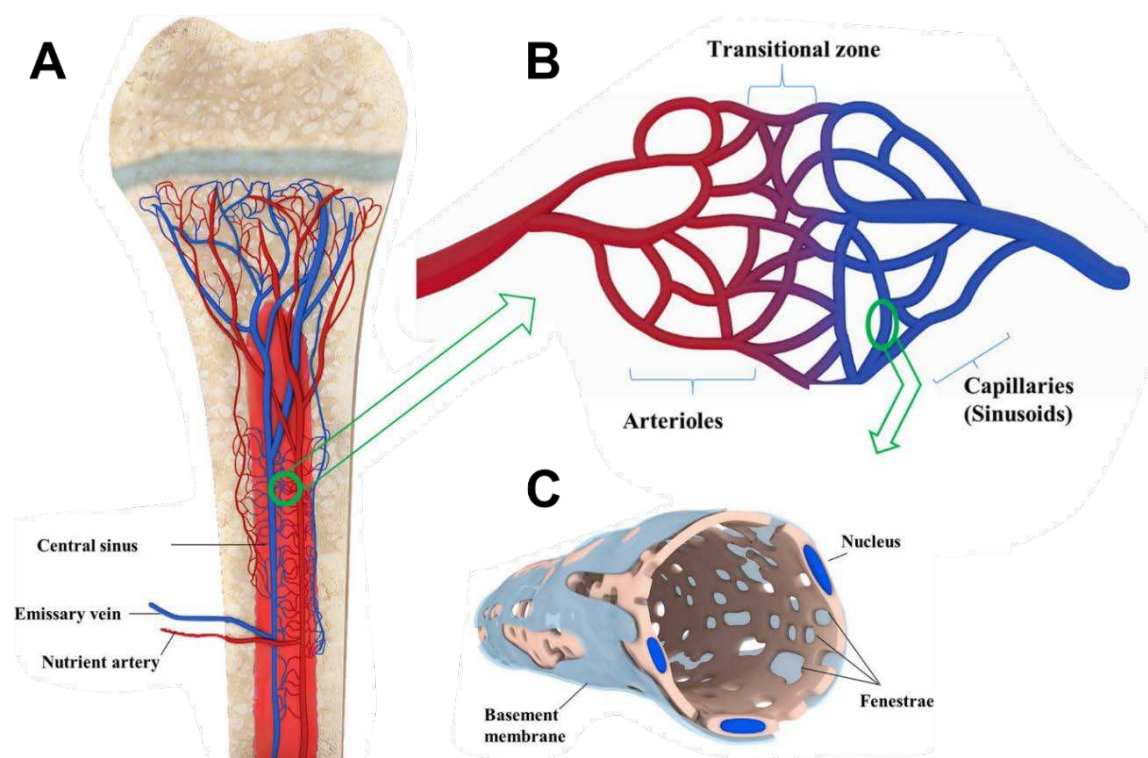 A
Central sinus
Emissary vein
Nutrient artery
B
Transitional zone
Arterioles
Capillaries
(Sinusoids)
C
Nucleus
Fenestrae
Basement
membrane